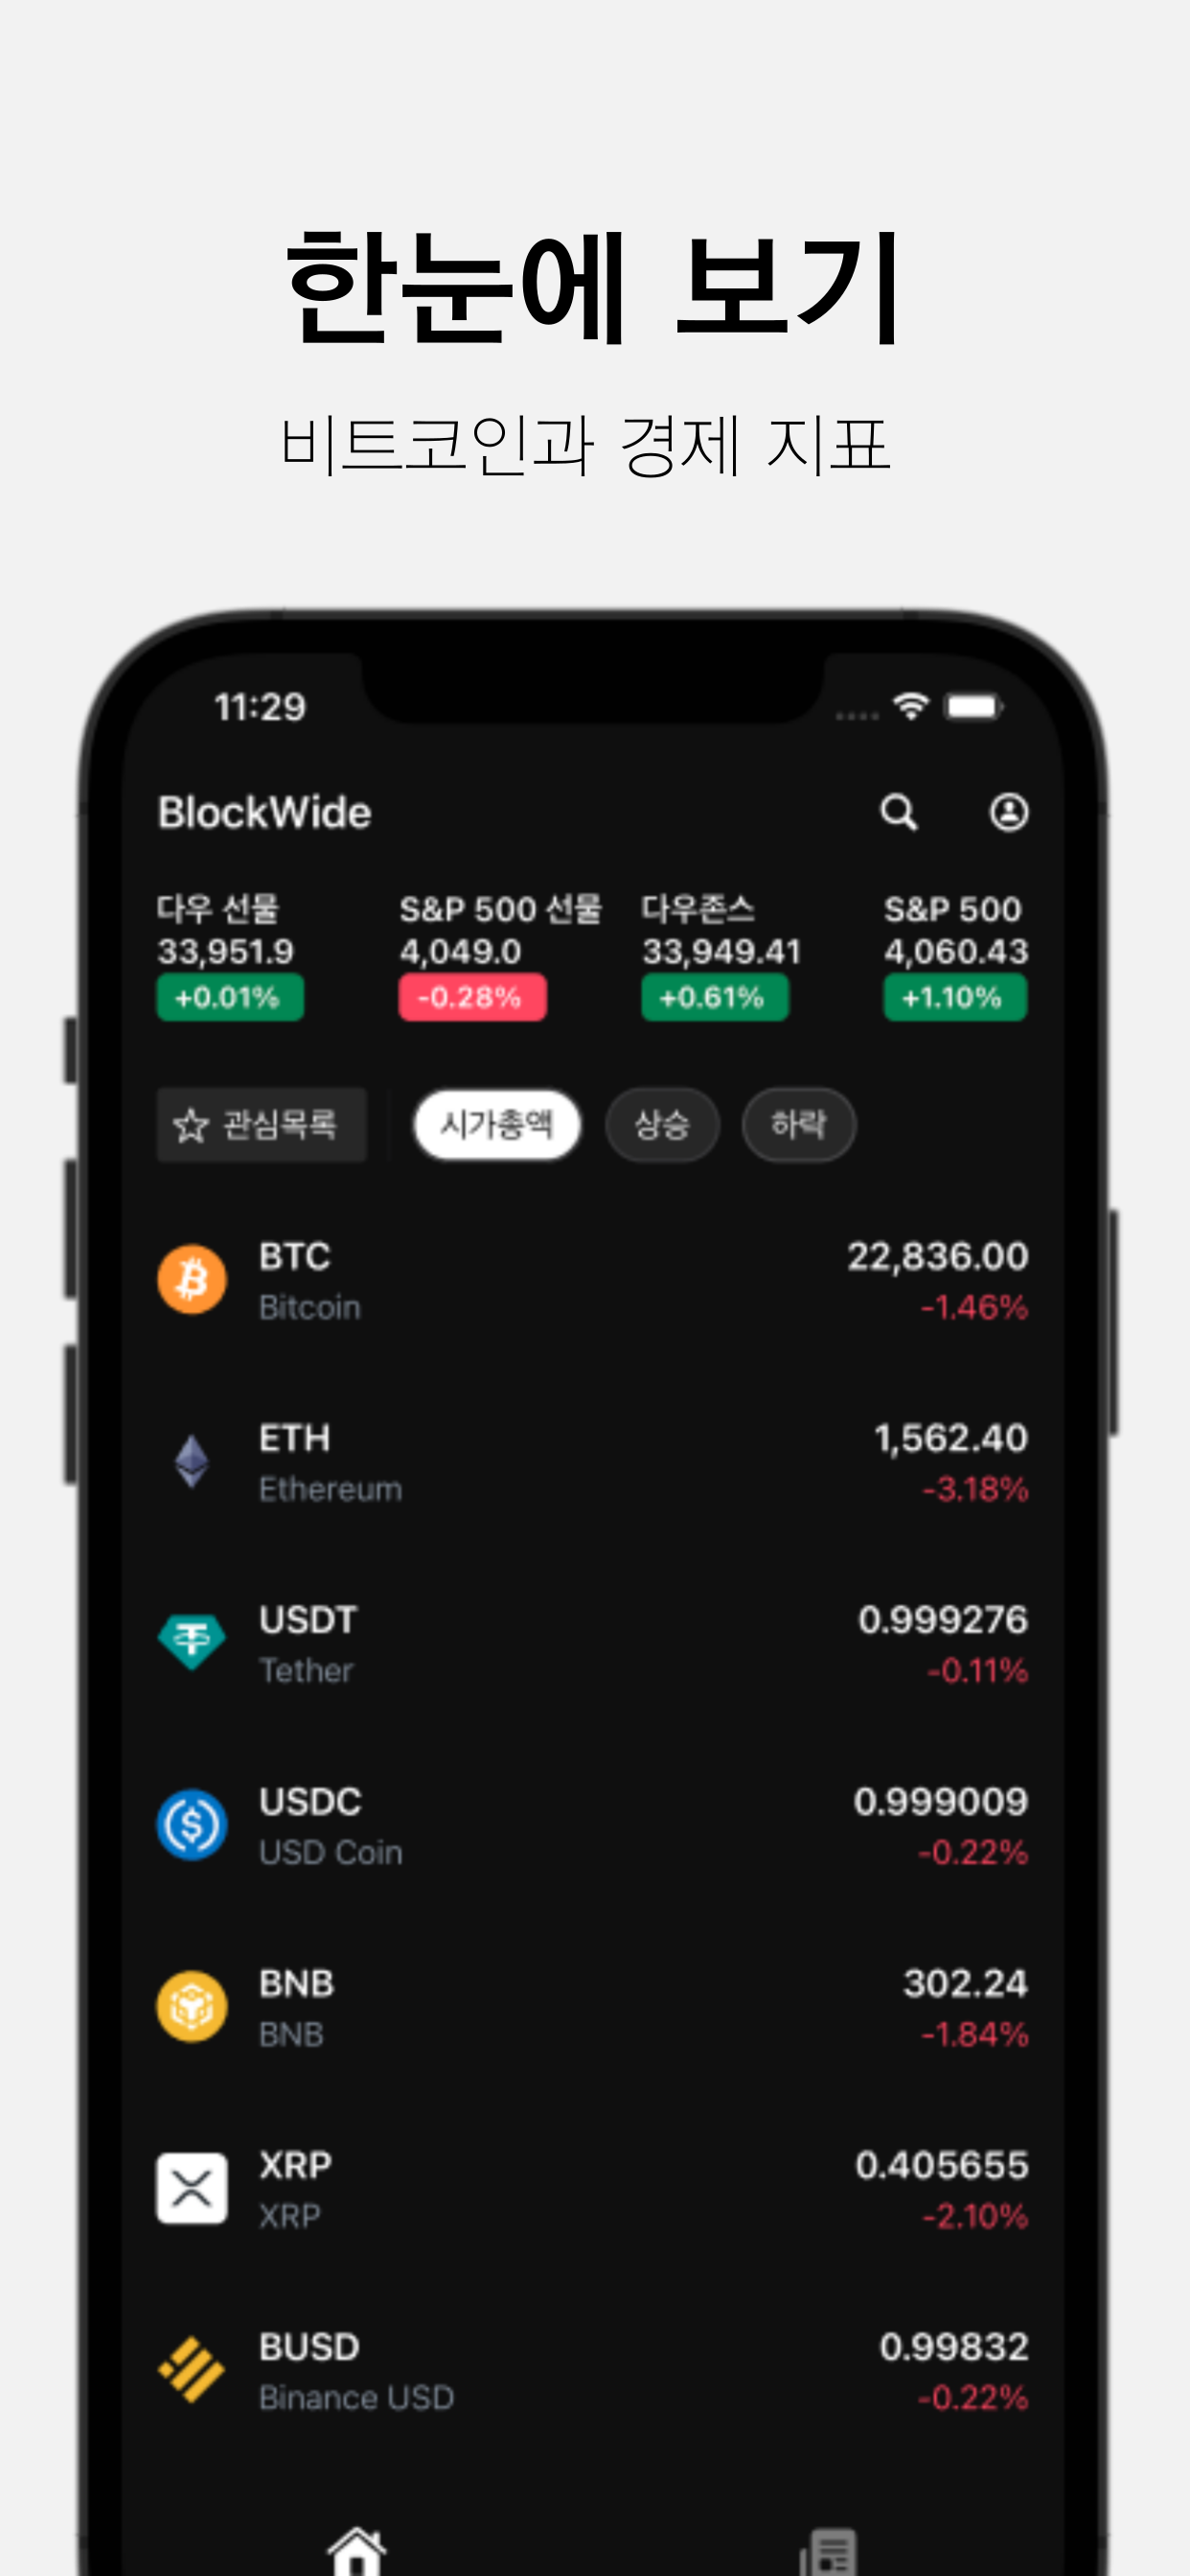 한눈에 보기
비트코인과 경제 지표
11:29
BlockWide
다우 선물 S&P 500 선물 다우존스 S&P 500
33,951.9 4,049.0 33,949.41 4,060.43
+0.01% -0.28% +0.61% +1.10%
관심목록 시가총액 상승 하락
BTC 22,836.00
Bitcoin -1.46%
ETH 1,562.40
Ethereum -3.18%
USDT 0.999276
Tether -0.11%
USDC 0.999009
USD Coin -0.22%
BNB 302.24
BNB -1.84%
XRP 0.405655
XRP -2.10%
BUSD 0.99832
Binance USD -0.22%